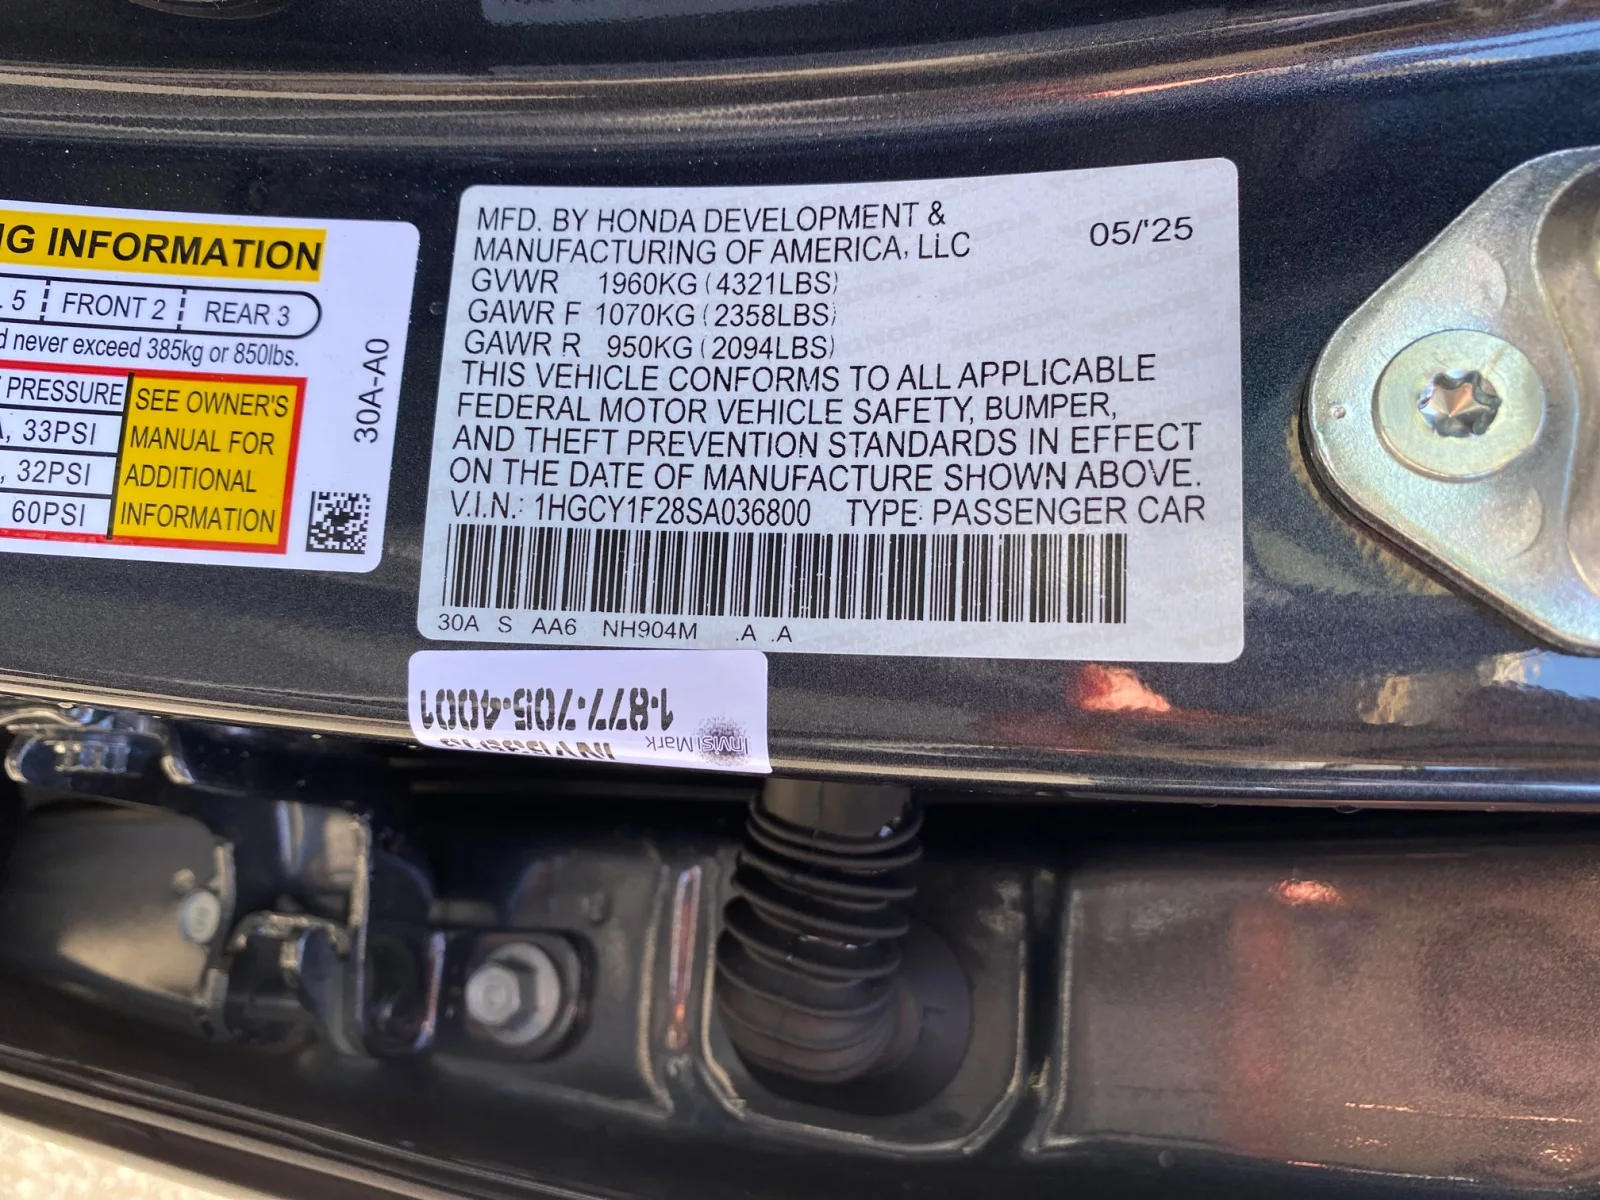 NG INFORMATION
. 5 FRONT 2 REAR 3
d never exceed 385kg or 850lbs.
PRESSURE
A, 33PSI
, 32PSI
60PSI
SEE OWNER'S
MANUAL FOR
ADDITIONAL
INFORMATION
30A-A0
MFD. BY HONDA DEVELOPMENT &
MANUFACTURING OF AMERICA, LLC
05/'25
GVWR 1960KG (4321LBS)
GAWR F 1070KG (2358LBS)
GAWR R 950KG (2094LBS)
THIS VEHICLE CONFORMS TO ALL APPLICABLE
FEDERAL MOTOR VEHICLE SAFETY, BUMPER,
AND THEFT PREVENTION STANDARDS IN EFFECT
ON THE DATE OF MANUFACTURE SHOWN ABOVE.
V.I.N.: 1HGCY1F28SA036800 TYPE: PASSENGER CAR
30A S AA6 NH904M .A .A
InvisiMark
1-877-705-4001